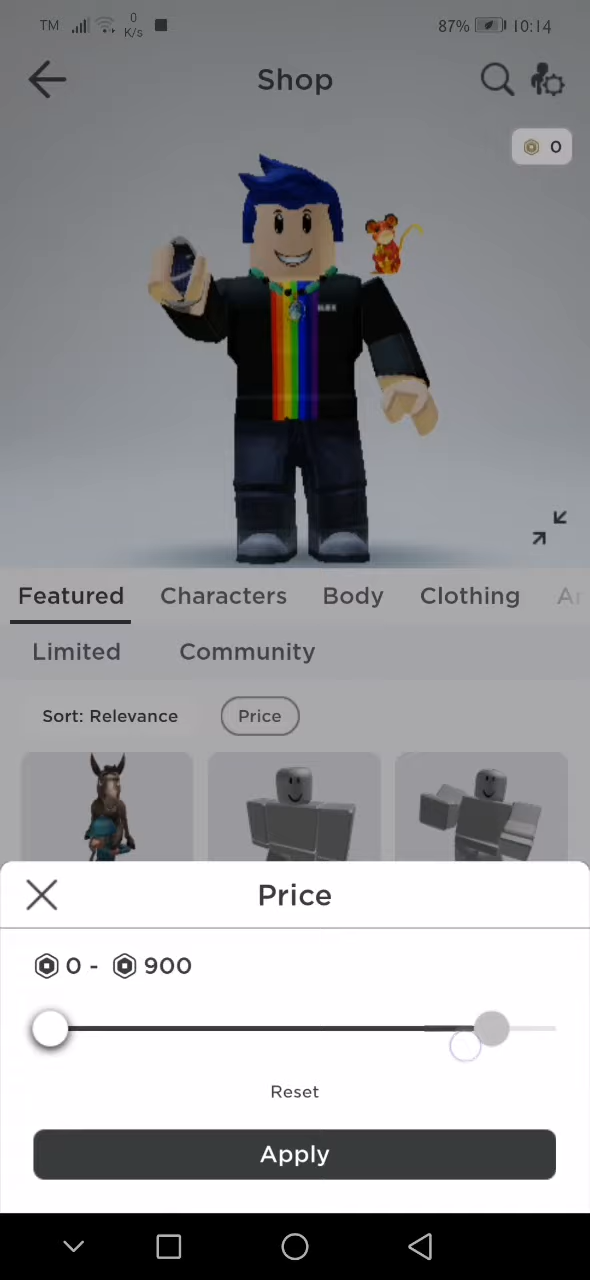 TM 0 K/s 87% 10:14
Shop
0
Featured Characters Body Clothing
Limited Community
Sort: Relevance Price
Price
0 - 900
Reset
Apply